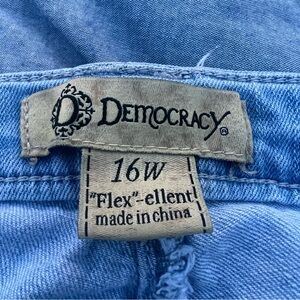 D DEMOCRACY®
16W
"Flex"-ellent
made in china